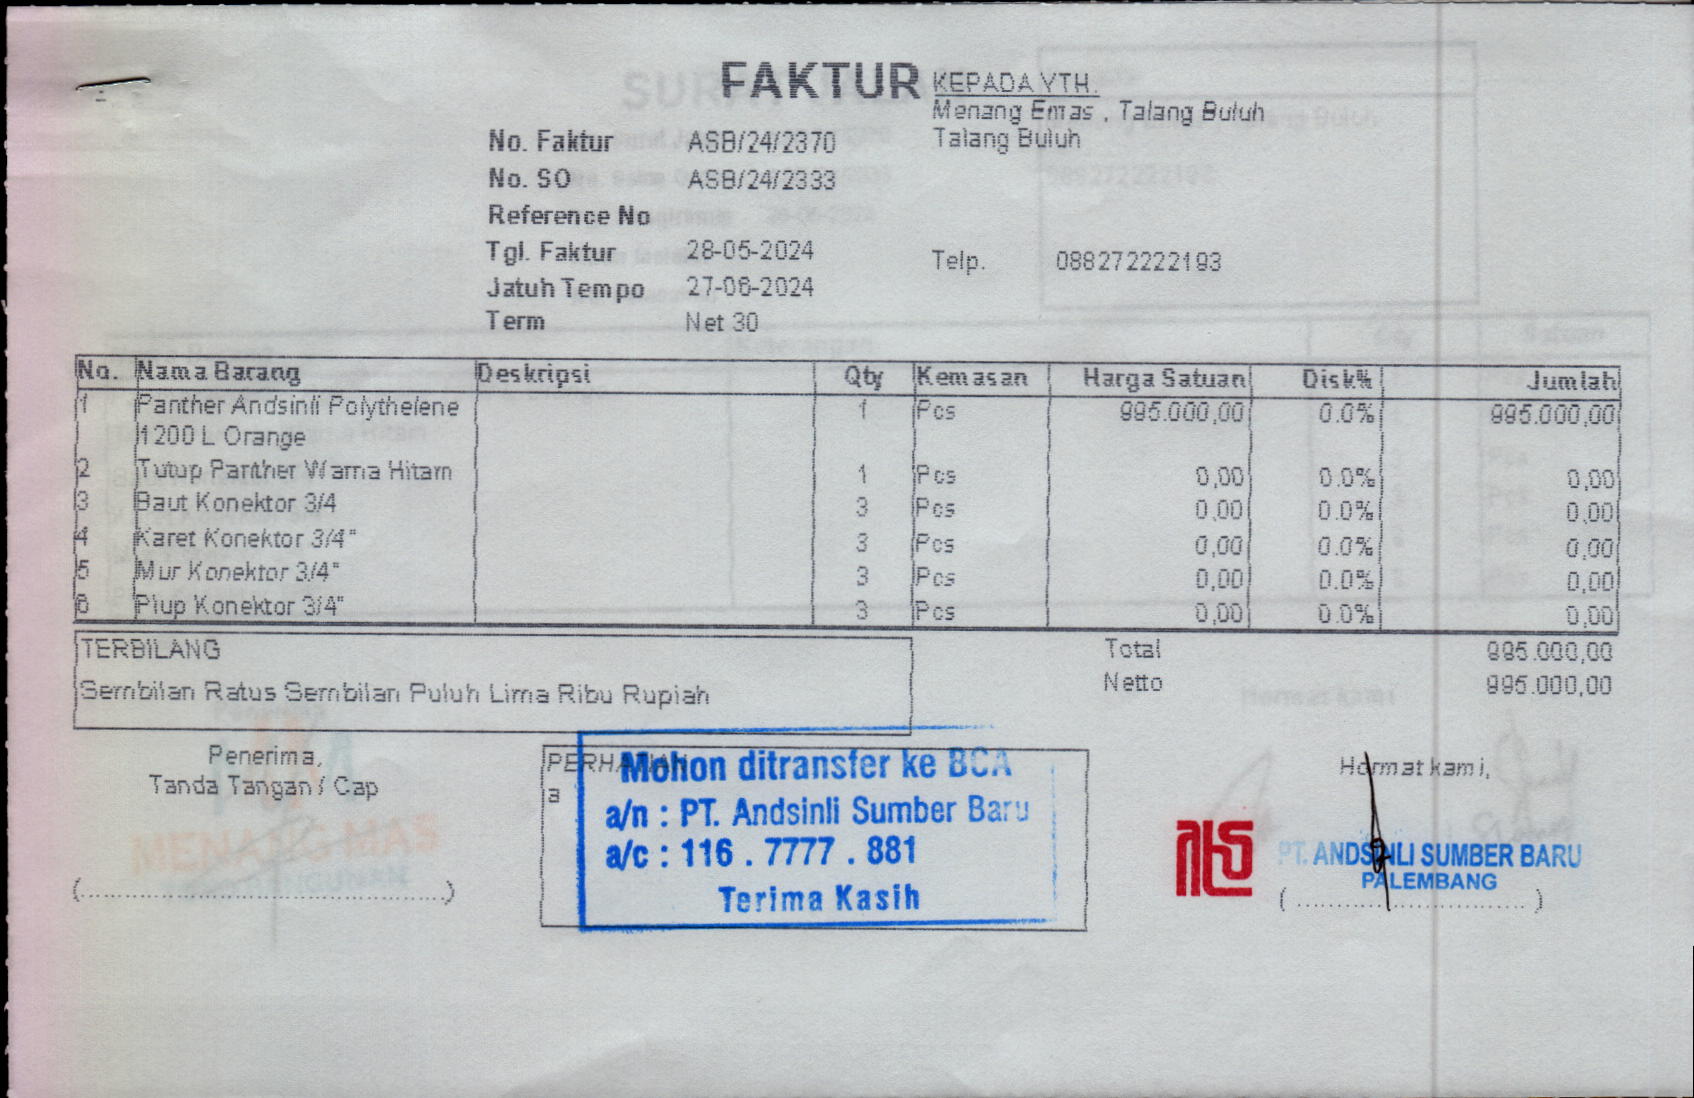 FAKTUR
KEPADA YTH.
Menang Emas , Talang Buluh
Talang Buluh
No. Faktur ASB/24/2370
No. SO ASB/24/2333
Reference No
Tgl. Faktur 28-05-2024
Jatuh Tempo 27-06-2024
Term Net 30
Telp. 088272222193
No. Nama Barang Deskripsi Qty Kemasan Harga Satuan Disk% Jumlah
1 Panther Andsinli Polythelene 1 Pcs 995.000,00 0.0% 995.000,00
1200 L Orange
2 Tutup Panther Warna Hitam 1 Pcs 0,00 0.0% 0,00
3 Baut Konektor 3/4 3 Pcs 0,00 0.0% 0,00
4 Karet Konektor 3/4" 3 Pcs 0,00 0.0% 0,00
5 Mur Konektor 3/4" 3 Pcs 0,00 0.0% 0,00
6 Plup Konektor 3/4" 3 Pcs 0,00 0.0% 0,00
TERBILANG
Sembilan Ratus Sembilan Puluh Lima Ribu Rupiah
Total 995.000,00
Netto 995.000,00
Penerima,
Tanda Tangan / Cap
MENANG MAS
(........................)
PERHATIAN
a
Mohon ditransfer ke BCA
a/n : PT. Andsinli Sumber Baru
a/c : 116 . 7777 . 881
Terima Kasih
Hormat kami,
PT. ANDSINLI SUMBER BARU
PALEMBANG
(........................)